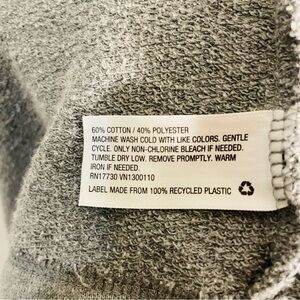 60% COTTON / 40% POLYESTER
MACHINE WASH COLD WITH LIKE COLORS. GENTLE
CYCLE. ONLY NON-CHLORINE BLEACH IF NEEDED.
TUMBLE DRY LOW. REMOVE PROMPTLY. WARM
IRON IF NEEDED.
RN17730 VN1300110
LABEL MADE FROM 100% RECYCLED PLASTIC